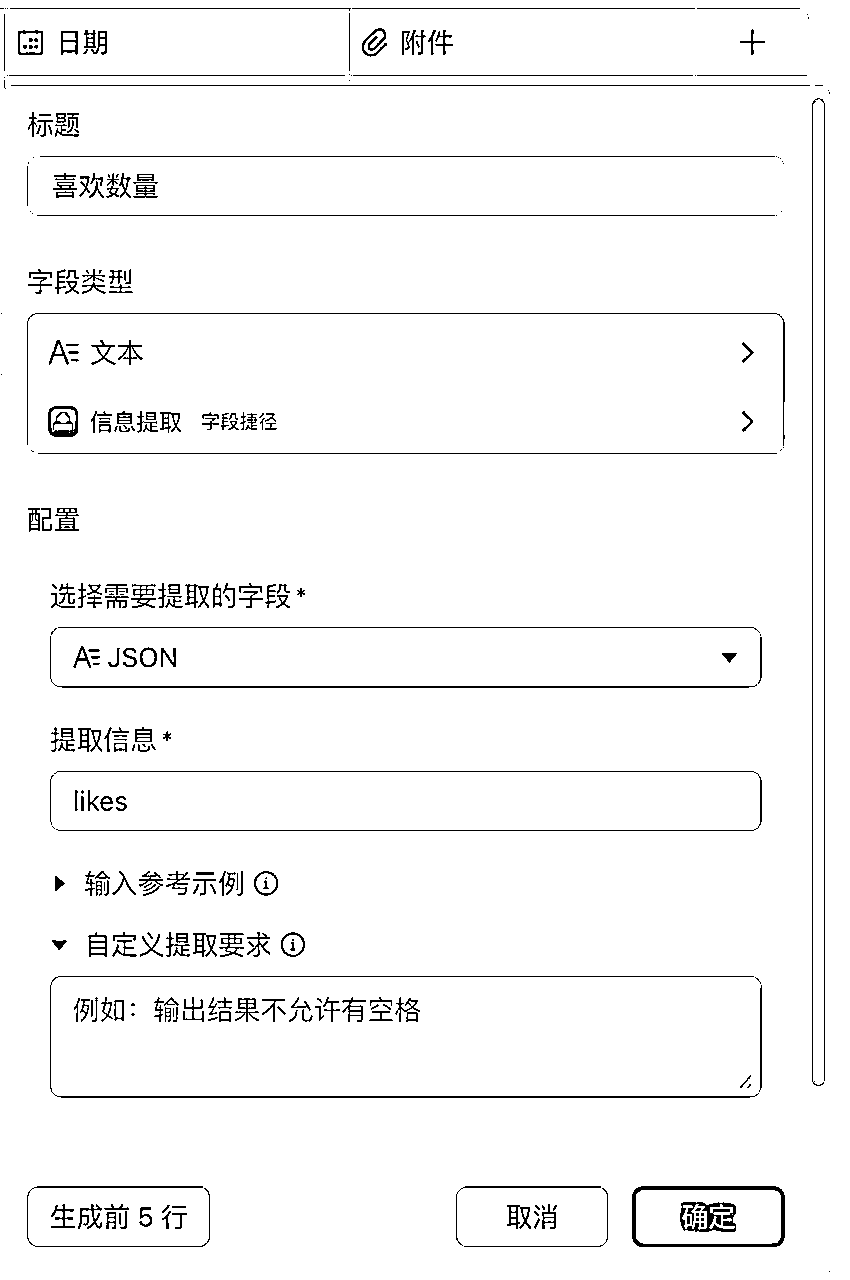 日期 附件
标题
喜欢数量
字段类型
文本
信息提取 字段捷径
配置
选择需要提取的字段*
JSON
提取信息*
likes
输入参考示例
自定义提取要求
例如：输出结果不允许有空格
生成前 5 行 取消 确定